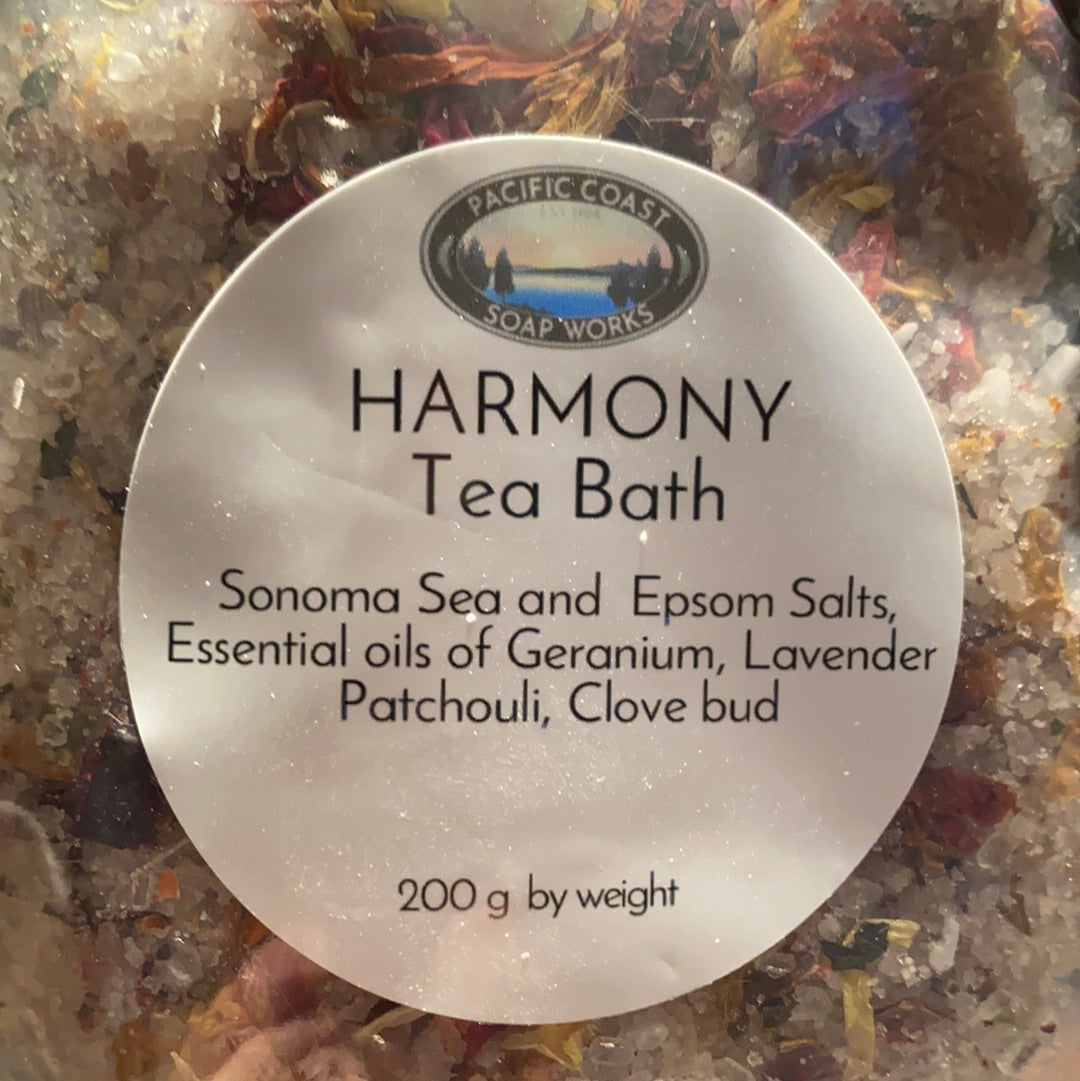 PACIFIC COAST
SOAP WORKS
HARMONY
Tea Bath
Sonoma Sea and Epsom Salts,
Essential oils of Geranium, Lavender
Patchouli, Clove bud
200 g by weight